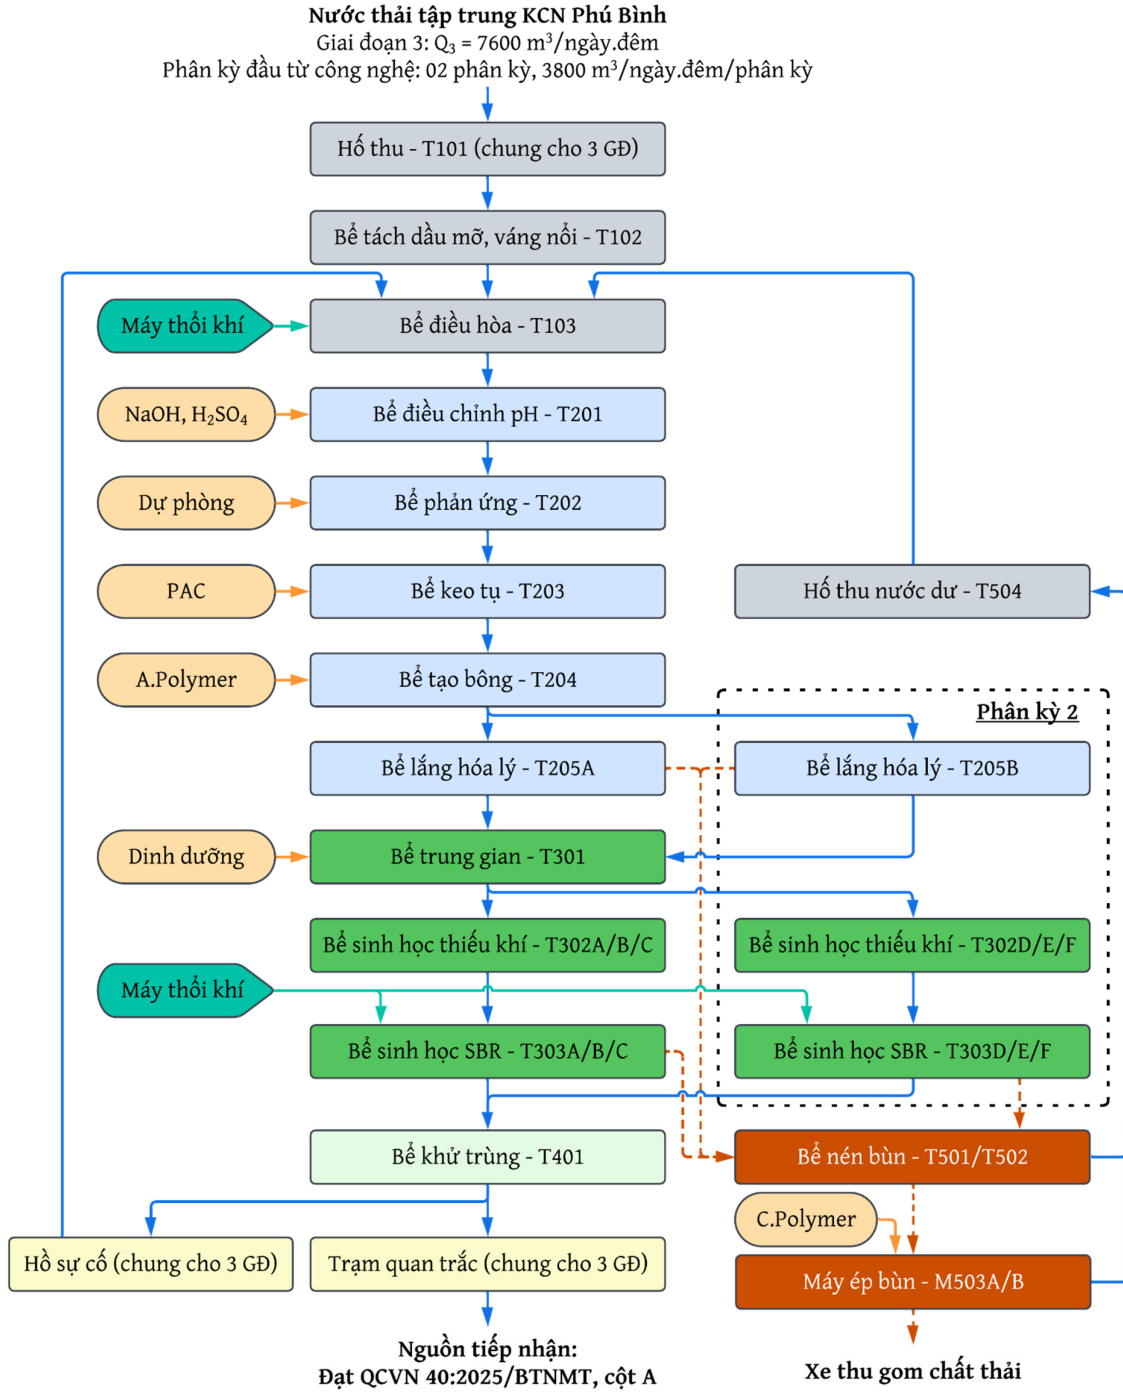 Nước thải tập trung KCN Phú Bình
Giai đoạn 3: Q₃ = 7600 m³/ngày.đêm
Phân kỳ đầu từ công nghệ: 02 phân kỳ, 3800 m³/ngày.đêm/phân kỳ
Hố thu - T101 (chung cho 3 GĐ)
Bể tách dầu mỡ, váng nổi - T102
Máy thổi khí
Bể điều hòa - T103
NaOH, H₂SO₄
Bể điều chỉnh pH - T201
Dự phòng
Bể phản ứng - T202
PAC
Bể keo tụ - T203
Hố thu nước dư - T504
A.Polymer
Bể tạo bông - T204
Phân kỳ 2
Bể lắng hóa lý - T205A
Bể lắng hóa lý - T205B
Dinh dưỡng
Bể trung gian - T301
Bể sinh học thiếu khí - T302A/B/C
Bể sinh học thiếu khí - T302D/E/F
Máy thổi khí
Bể sinh học SBR - T303A/B/C
Bể sinh học SBR - T303D/E/F
Bể khử trùng - T401
Bể nén bùn - T501/T502
C.Polymer
Hồ sự cố (chung cho 3 GĐ)
Trạm quan trắc (chung cho 3 GĐ)
Máy ép bùn - M503A/B
Nguồn tiếp nhận:
Đạt QCVN 40:2025/BTNMT, cột A
Xe thu gom chất thải